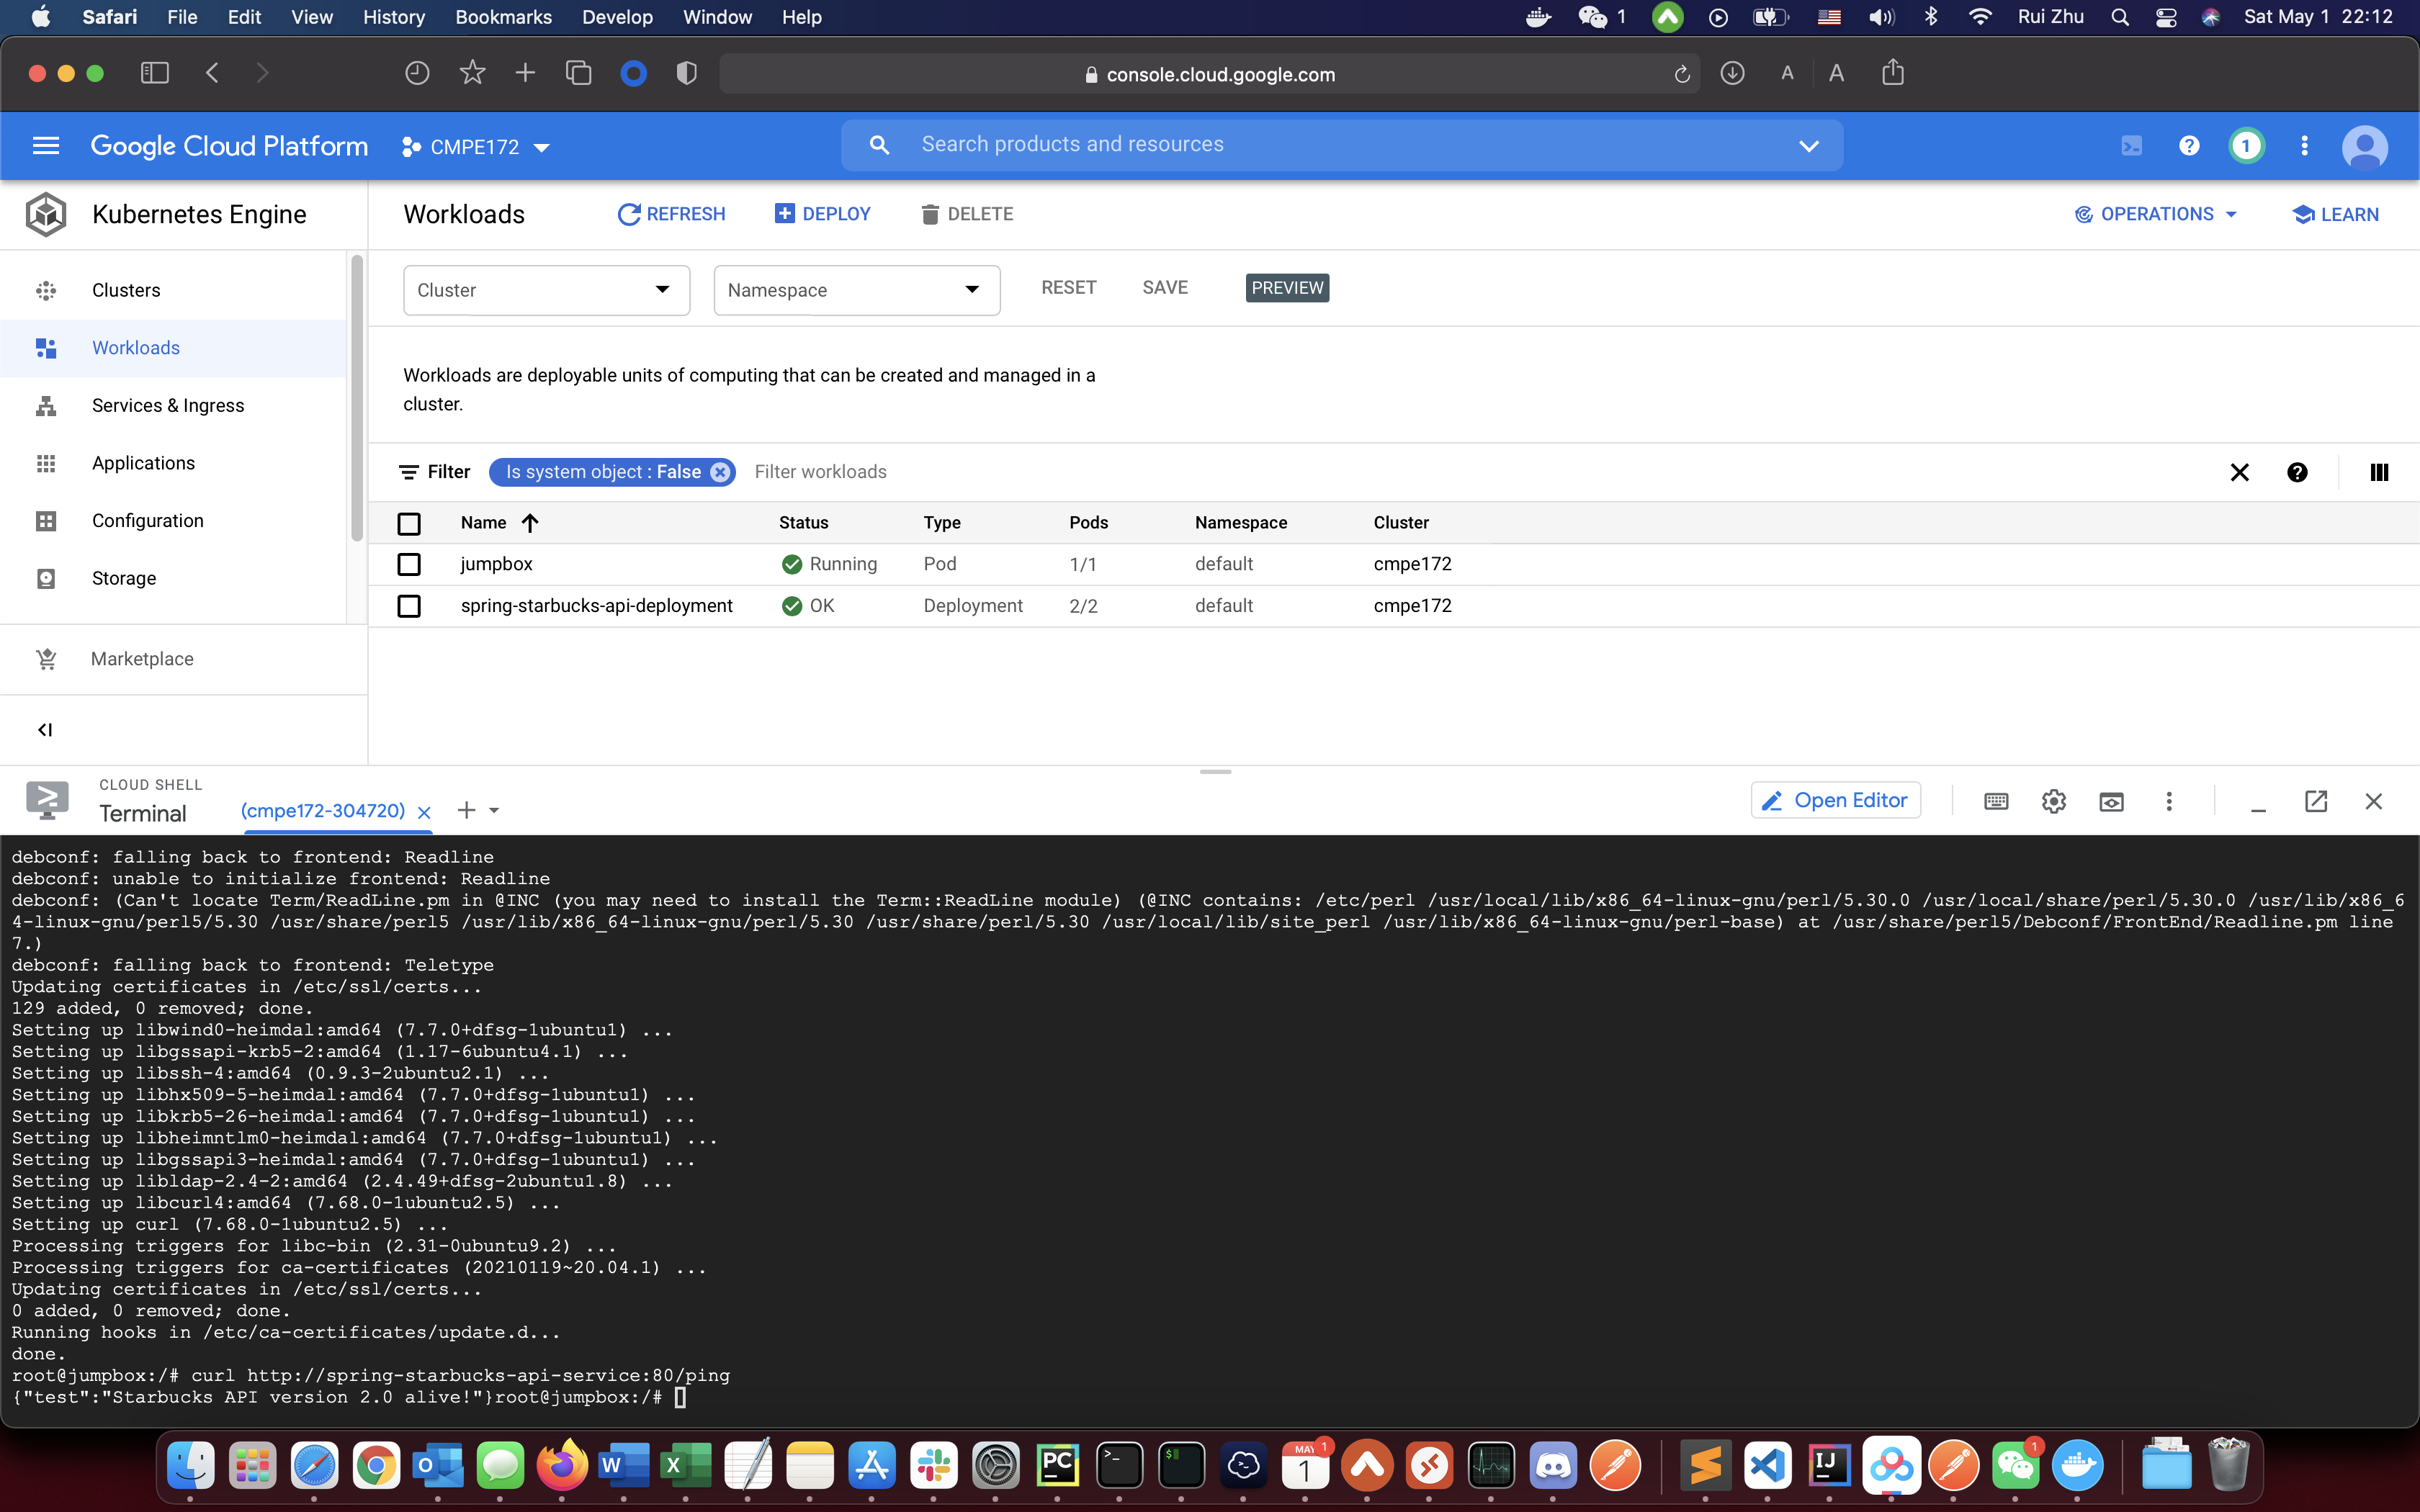 Safari File Edit View History Bookmarks Develop Window Help 1 Rui Zhu Sat May 1 22:12
console.cloud.google.com A A
Google Cloud Platform CMPE172 Search products and resources ? 1
Kubernetes Engine Workloads REFRESH DEPLOY DELETE OPERATIONS LEARN
Clusters
Workloads
Services & Ingress
Applications
Configuration
Storage
Marketplace
Cluster Namespace RESET SAVE PREVIEW
Workloads are deployable units of computing that can be created and managed in a
cluster.
Filter Is system object : False Filter workloads ?
Name Status Type Pods Namespace Cluster
jumpbox Running Pod 1/1 default cmpe172
spring-starbucks-api-deployment OK Deployment 2/2 default cmpe172
CLOUD SHELL
Terminal (cmpe172-304720) Open Editor
debconf: falling back to frontend: Readline
debconf: unable to initialize frontend: Readline
debconf: (Can't locate Term/ReadLine.pm in @INC (you may need to install the Term::ReadLine module) (@INC contains: /etc/perl /usr/local/lib/x86_64-linux-gnu/perl/5.30.0 /usr/local/share/perl/5.30.0 /usr/lib/x86_6
4-linux-gnu/perl5/5.30 /usr/share/perl5 /usr/lib/x86_64-linux-gnu/perl/5.30 /usr/share/perl/5.30 /usr/local/lib/site_perl /usr/lib/x86_64-linux-gnu/perl-base) at /usr/share/perl5/Debconf/FrontEnd/Readline.pm line
7.)
debconf: falling back to frontend: Teletype
Updating certificates in /etc/ssl/certs...
129 added, 0 removed; done.
Setting up libwind0-heimdal:amd64 (7.7.0+dfsg-1ubuntu1) ...
Setting up libgssapi-krb5-2:amd64 (1.17-6ubuntu4.1) ...
Setting up libssh-4:amd64 (0.9.3-2ubuntu2.1) ...
Setting up libhx509-5-heimdal:amd64 (7.7.0+dfsg-1ubuntu1) ...
Setting up libkrb5-26-heimdal:amd64 (7.7.0+dfsg-1ubuntu1) ...
Setting up libheimntlm0-heimdal:amd64 (7.7.0+dfsg-1ubuntu1) ...
Setting up libgssapi3-heimdal:amd64 (7.7.0+dfsg-1ubuntu1) ...
Setting up libldap-2.4-2:amd64 (2.4.49+dfsg-2ubuntu1.8) ...
Setting up libcurl4:amd64 (7.68.0-1ubuntu2.5) ...
Setting up curl (7.68.0-1ubuntu2.5) ...
Processing triggers for libc-bin (2.31-0ubuntu9.2) ...
Processing triggers for ca-certificates (20210119~20.04.1) ...
Updating certificates in /etc/ssl/certs...
0 added, 0 removed; done.
Running hooks in /etc/ca-certificates/update.d...
done.
root@jumpbox:/# curl http://spring-starbucks-api-service:80/ping
{"test":"Starbucks API version 2.0 alive!"}root@jumpbox:/#
O W X PC >_ $ MAY 1 1 IJ 1